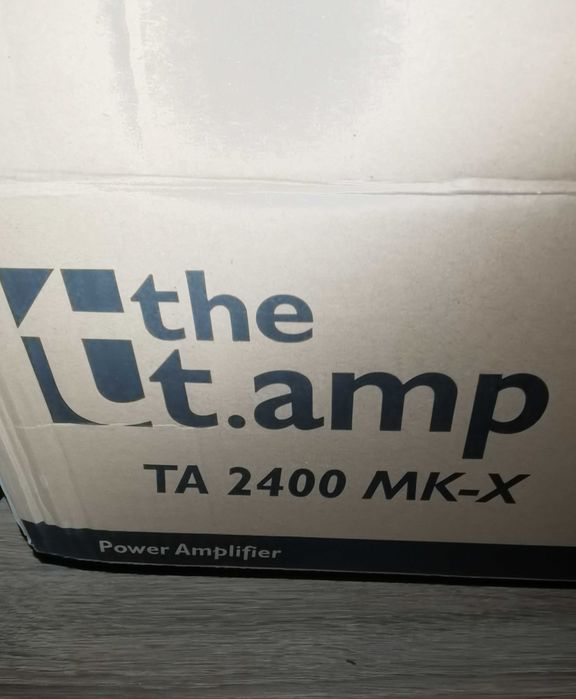 the
t.amp
TA 2400 MK-X
Power Amplifier